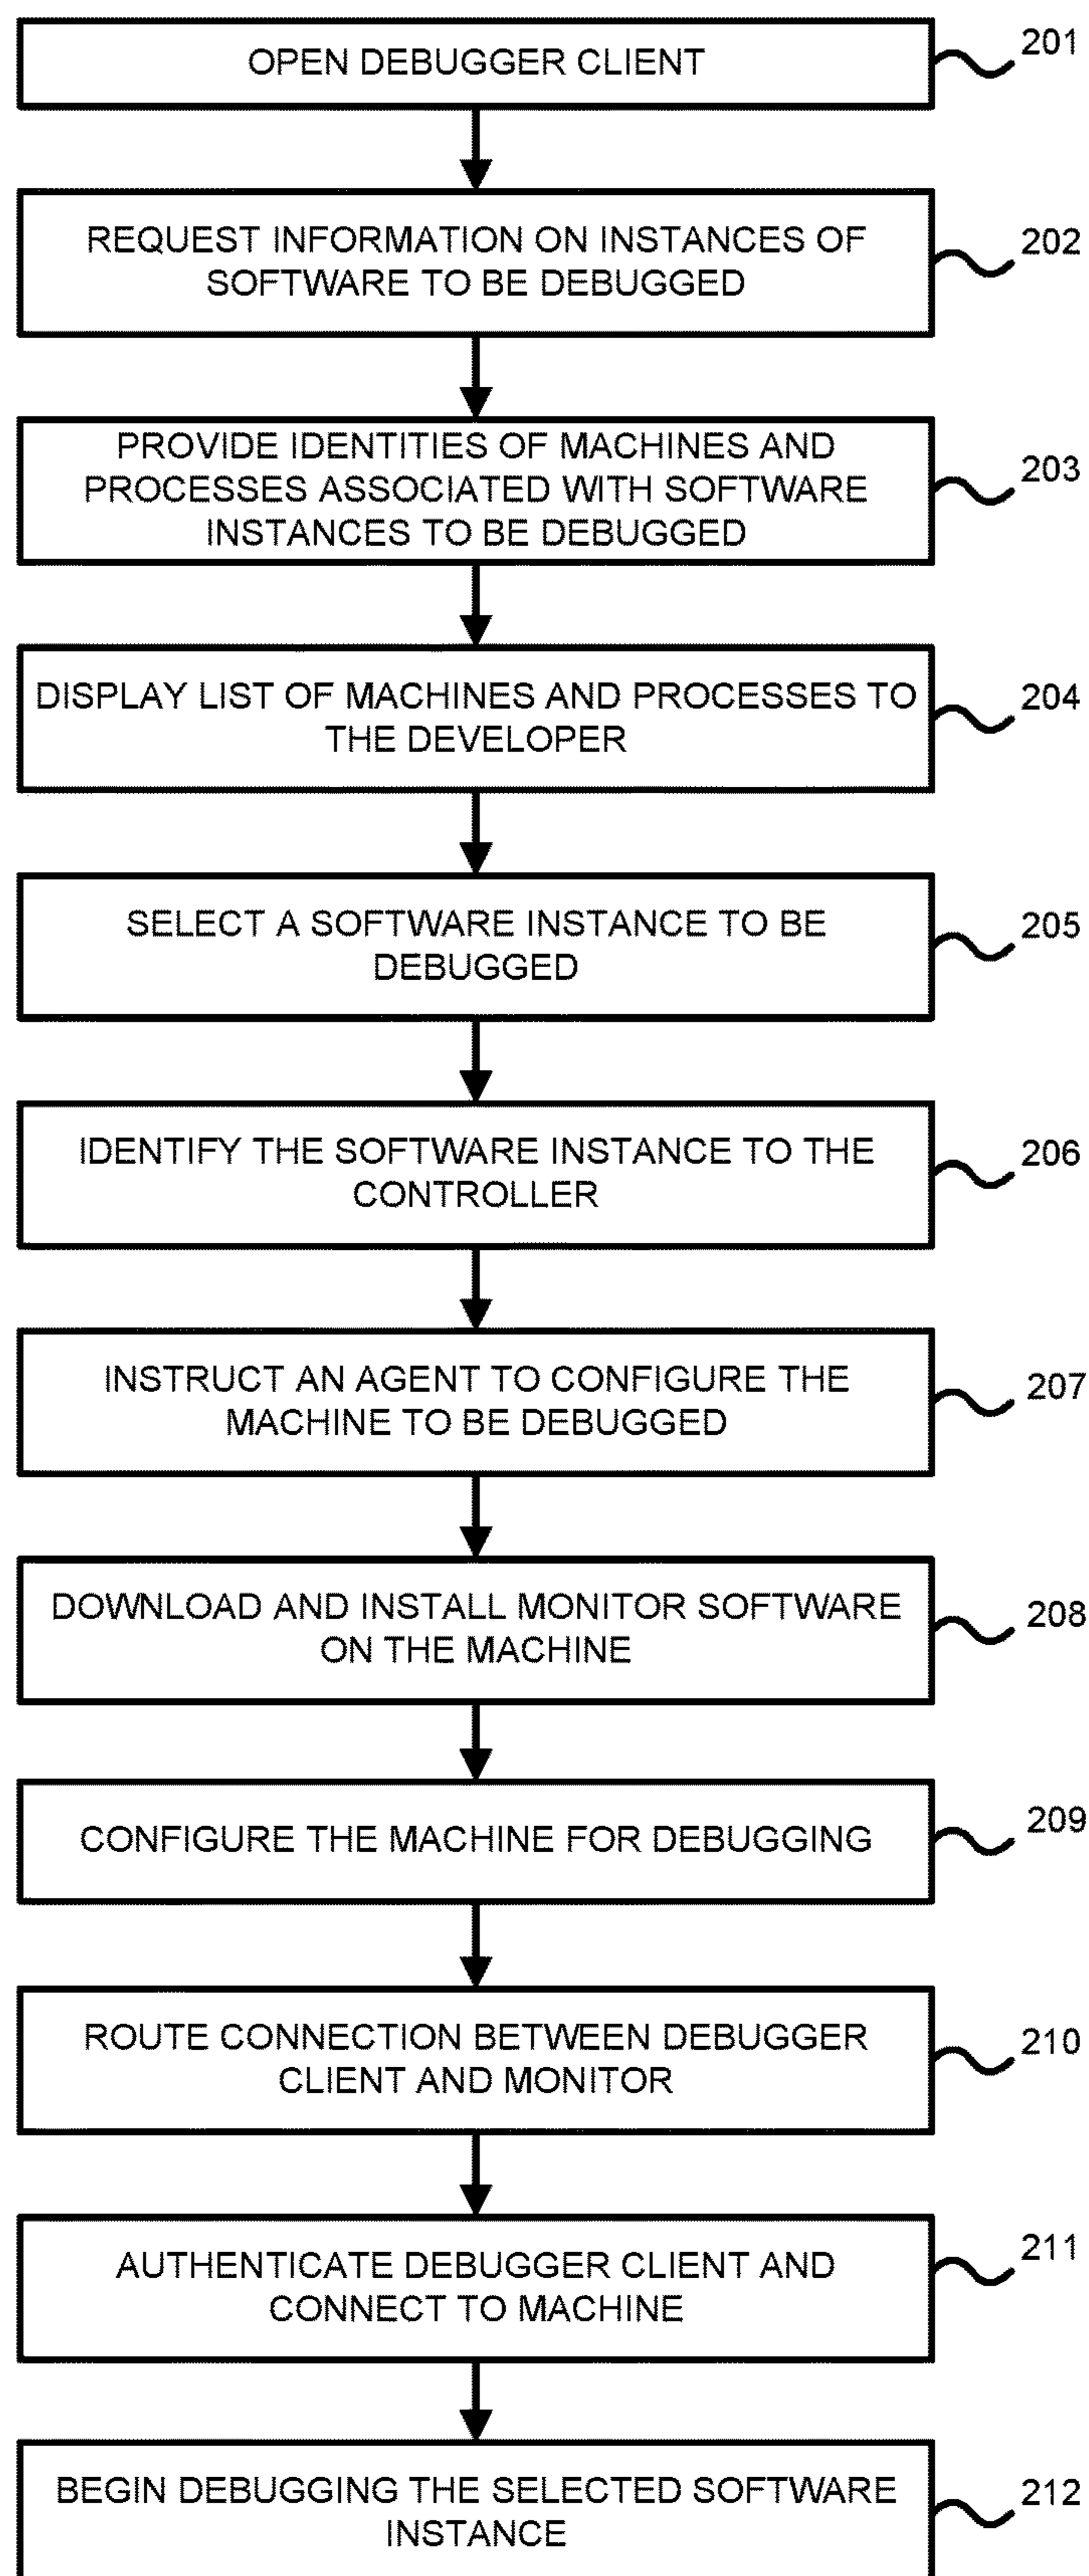 OPEN DEBUGGER CLIENT
201
REQUEST INFORMATION ON INSTANCES OF
SOFTWARE TO BE DEBUGGED
202
PROVIDE IDENTITIES OF MACHINES AND
PROCESSES ASSOCIATED WITH SOFTWARE
INSTANCES TO BE DEBUGGED
203
DISPLAY LIST OF MACHINES AND PROCESSES TO
THE DEVELOPER
204
SELECT A SOFTWARE INSTANCE TO BE
DEBUGGED
205
IDENTIFY THE SOFTWARE INSTANCE TO THE
CONTROLLER
206
INSTRUCT AN AGENT TO CONFIGURE THE
MACHINE TO BE DEBUGGED
207
DOWNLOAD AND INSTALL MONITOR SOFTWARE
ON THE MACHINE
208
CONFIGURE THE MACHINE FOR DEBUGGING
209
ROUTE CONNECTION BETWEEN DEBUGGER
CLIENT AND MONITOR
210
AUTHENTICATE DEBUGGER CLIENT AND
CONNECT TO MACHINE
211
BEGIN DEBUGGING THE SELECTED SOFTWARE
INSTANCE
212